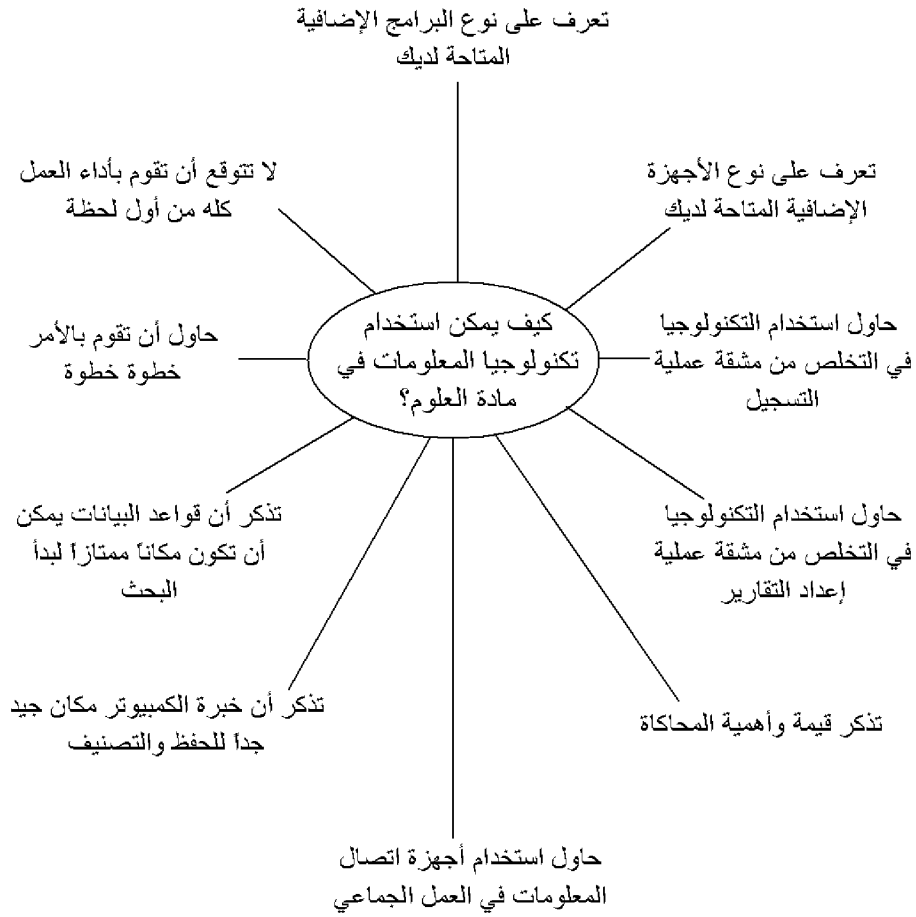 تعرف على نوع البرامج الإضافية
المتاحة لديك
تعرف على نوع الأجهزة
الإضافية المتاحة لديك
لا تتوقع أن تقوم بأداء العمل
كله من أول لحظة
كيف يمكن استخدام
تكنولوجيا المعلومات في
مادة العلوم؟
حاول استخدام التكنولوجيا
في التخلص من مشقة عملية
التسجيل
حاول أن تقوم بالأمر
خطوة خطوة
حاول استخدام التكنولوجيا
في التخلص من مشقة عملية
إعداد التقارير
تذكر أن قواعد البيانات يمكن
أن تكون مكاناً ممتازاً لبدأ
البحث
تذكر قيمة وأهمية المحاكاة
تذكر أن خبرة الكمبيوتر مكان جيد
جداً للحفظ والتصنيف
حاول استخدام أجهزة اتصال
المعلومات في العمل الجماعي